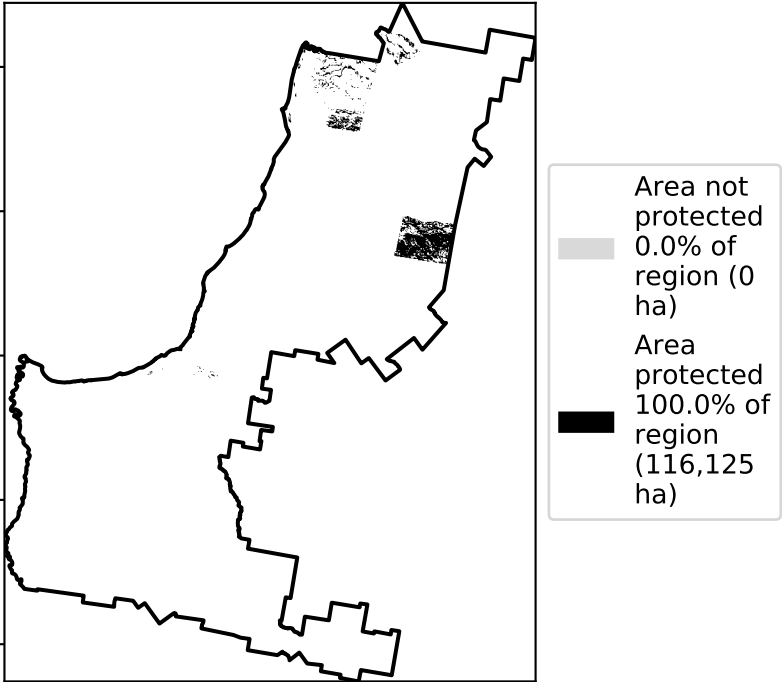 Area not
protected
0.0% of
region (0
ha)
Area
protected
100.0% of
region
(116,125
ha)